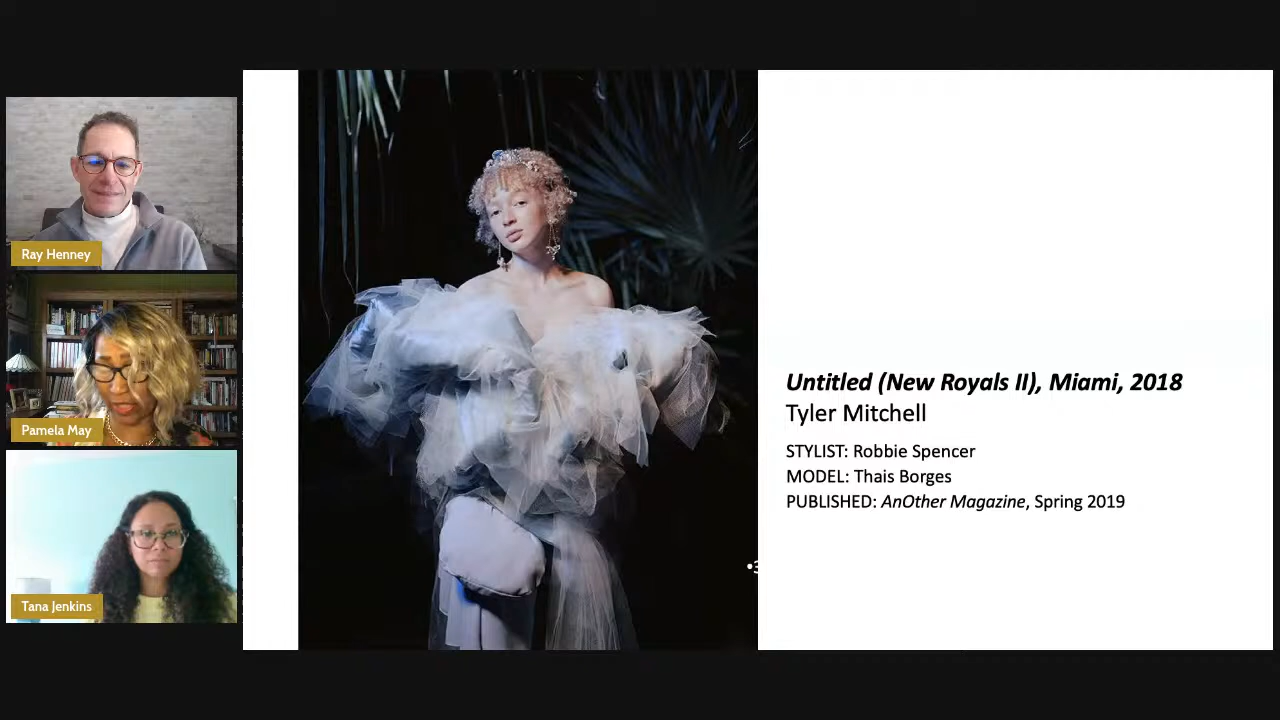 Ray Henney
Pamela May
Tana Jenkins
Untitled (New Royals II), Miami, 2018
Tyler Mitchell
STYLIST: Robbie Spencer
MODEL: Thais Borges
PUBLISHED: AnOther Magazine, Spring 2019